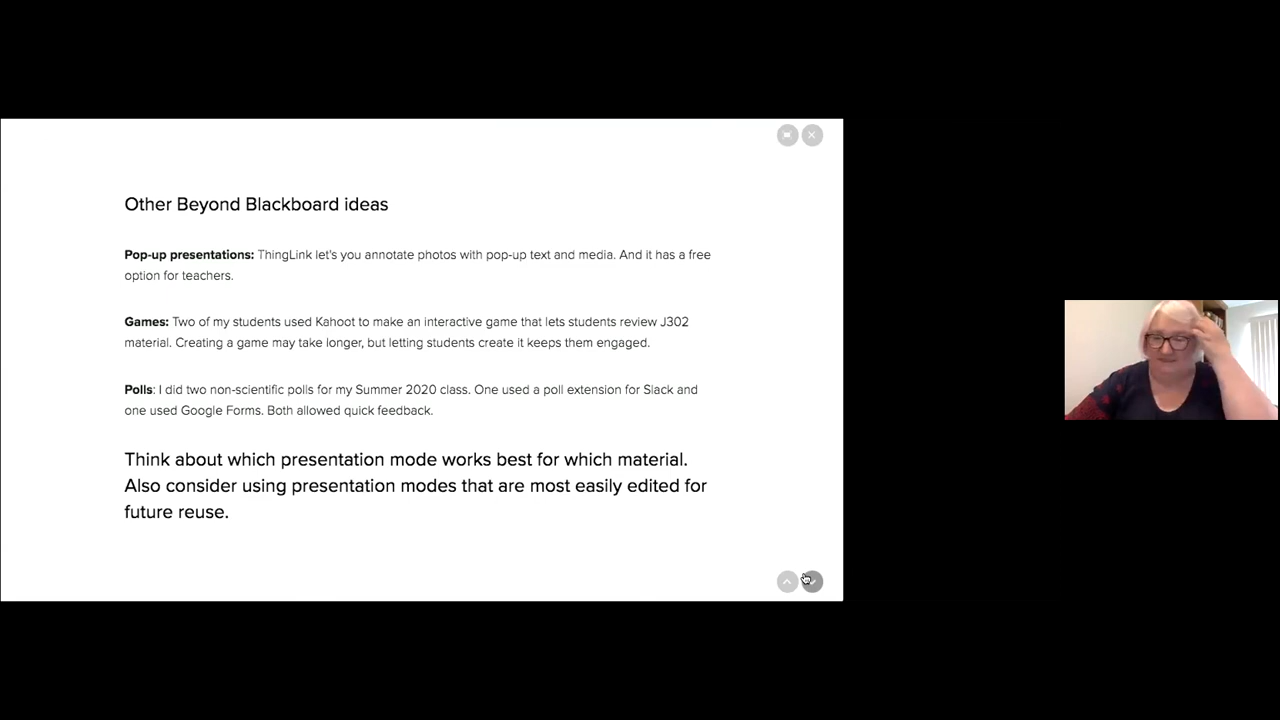 Other Beyond Blackboard ideas
Pop-up presentations: ThingLink let's you annotate photos with pop-up text and media. And it has a free
option for teachers.
Games: Two of my students used Kahoot to make an interactive game that lets students review J302
material. Creating a game may take longer, but letting students create it keeps them engaged.
Polls: I did two non-scientific polls for my Summer 2020 class. One used a poll extension for Slack and
one used Google Forms. Both allowed quick feedback.
Think about which presentation mode works best for which material.
Also consider using presentation modes that are most easily edited for
future reuse.